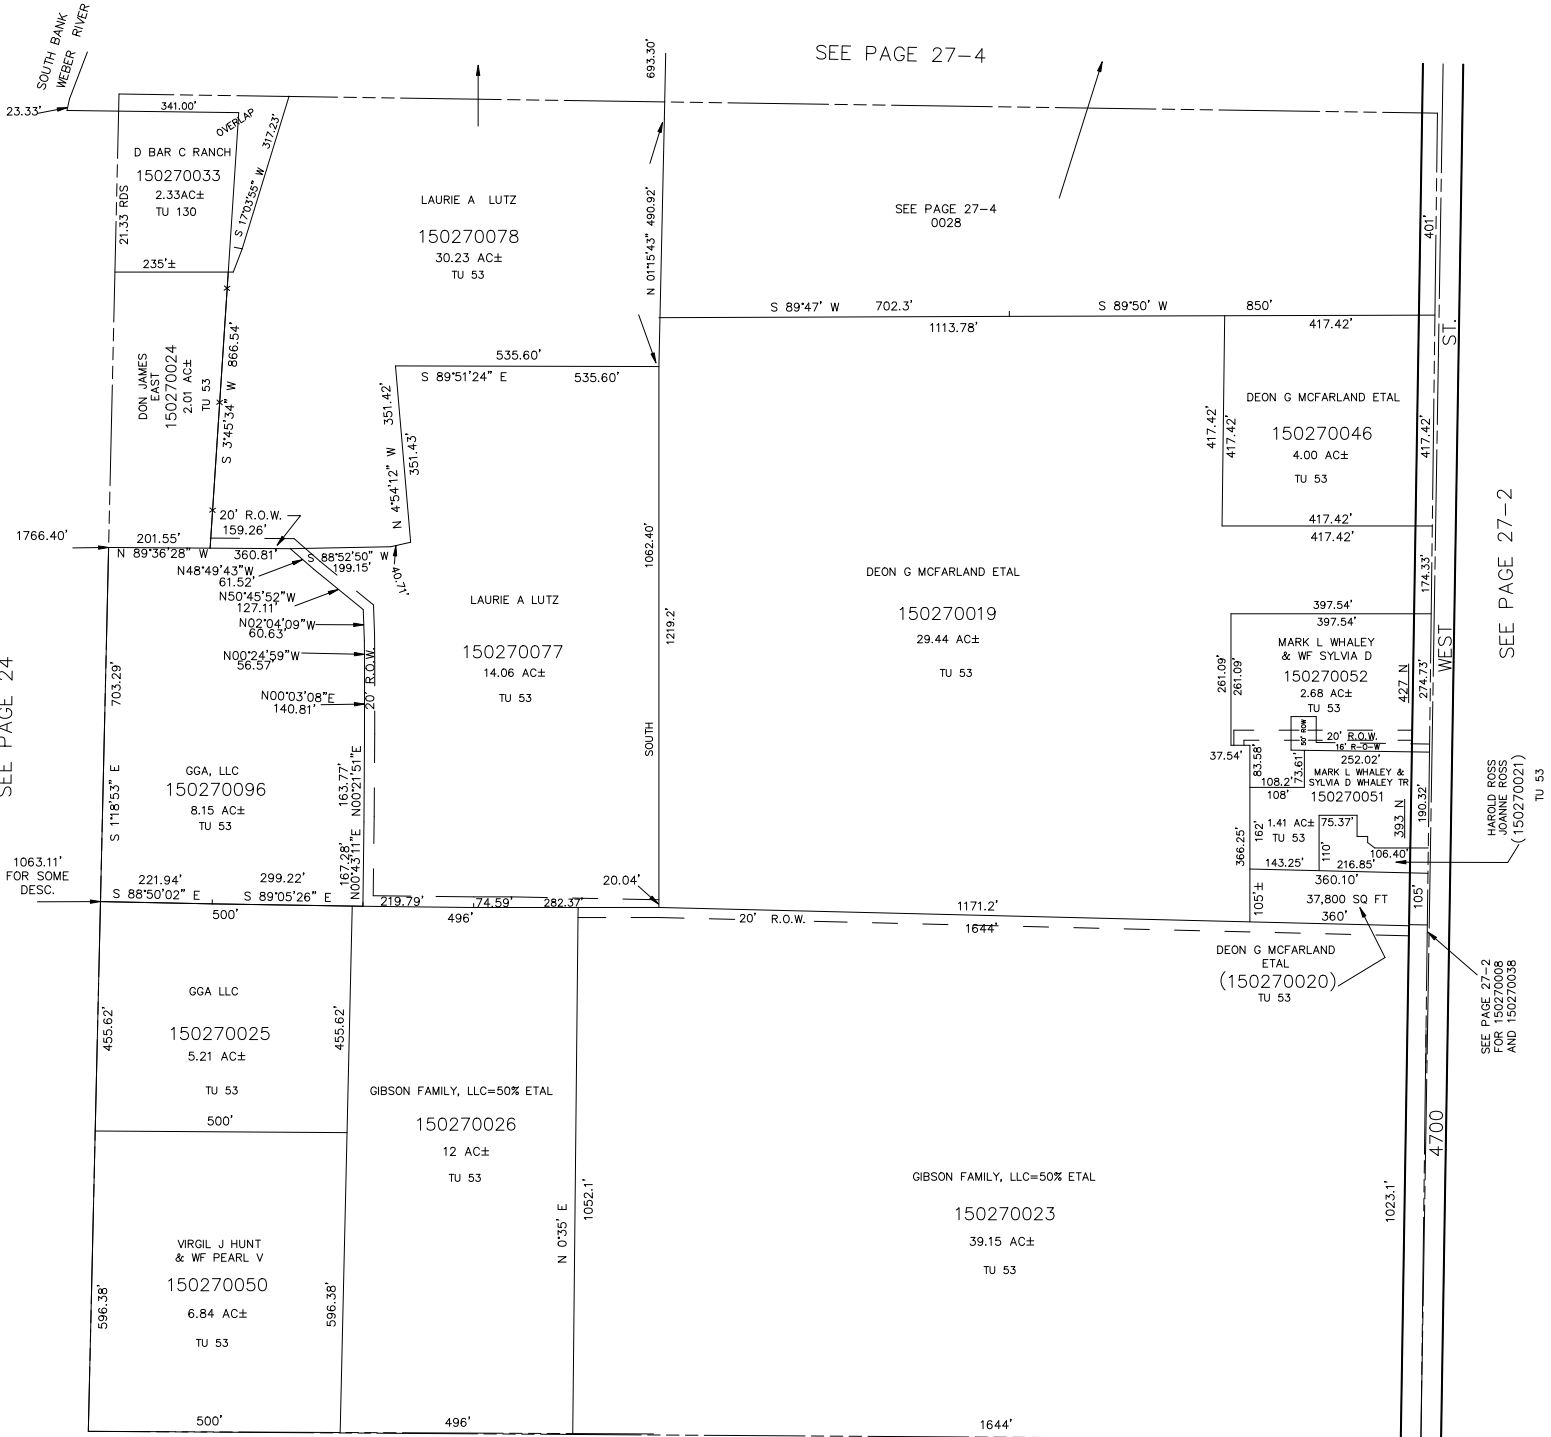 SOUTH BANK
WEBER RIVER
23.33'
341.00'
OVERLAP
693.30'
SEE PAGE 27-4
D BAR C RANCH
150270033
2.33AC±
TU 130
21.33 RDS
235'±
S 17°03'55" W 317.23'
LAURIE A LUTZ
150270078
30.23 AC±
TU 53
N 01°15'43" 490.92'
SEE PAGE 27-4
0028
401'
S 89°47' W 702.3'
S 89°50' W 850'
1113.78'
417.42'
ST.
535.60'
S 89°51'24" E 535.60'
DON JAMES
EAST
150270024
2.01 AC±
TU 53
S 3°45'34" W 866.54'
351.42'
N 4°54'12" W
351.43'
DEON G MCFARLAND ETAL
150270046
4.00 AC±
TU 53
417.42'
417.42'
417.42'
417.42'
417.42'
SEE PAGE 27-2
1766.40'
201.55'
N 89°36'28" W
20' R.O.W.
159.26'
360.81'
S 88°52'50" W
199.15'
40.71'
N48°49'43"W
61.52'
N50°45'52"W
127.11'
N02°04'09"W
60.63'
N00°24'59"W
56.57'
N00°03'08"E
140.81'
20' R.O.W.
LAURIE A LUTZ
150270077
14.06 AC±
TU 53
1062.40'
1219.2'
SOUTH
DEON G MCFARLAND ETAL
150270019
29.44 AC±
TU 53
174.33'
397.54'
397.54'
WEST
MARK L WHALEY
& WF SYLVIA D
150270052
2.68 AC±
TU 53
261.09'
261.09'
427 N
274.73'
50' ROW
20' R.O.W.
16' R-O-W
37.54'
83.58'
73.61'
252.02'
108.2'
108'
MARK L WHALEY &
SYLVIA D WHALEY TR
150270051
1.41 AC±
TU 53
162'
366.25'
75.37'
110'
393 N
190.32'
106.40'
143.25'
216.85'
HAROLD ROSS
JOANNE ROSS
(150270021)
TU 53
SEE PAGE 24
703.29'
S 1°18'53" E
GGA, LLC
150270096
8.15 AC±
TU 53
163.77'
N00°21'51"E
167.28'
N00°43'11"E
1063.11'
FOR SOME
DESC.
221.94'
S 88°50'02" E
299.22'
S 89°05'26" E
500'
219.79'
74.59'
282.37'
496'
20.04'
1171.2'
20' R.O.W.
1644'
360.10'
105'±
37,800 SQ FT
105'
360'
DEON G MCFARLAND
ETAL
(150270020)
TU 53
SEE PAGE 27-2
FOR 150270008
AND 150270038
GGA LLC
150270025
5.21 AC±
TU 53
455.62'
455.62'
500'
GIBSON FAMILY, LLC=50% ETAL
150270026
12 AC±
TU 53
N 0°35' E
1052.1'
4700
GIBSON FAMILY, LLC=50% ETAL
150270023
39.15 AC±
TU 53
1023.1'
VIRGIL J HUNT
& WF PEARL V
150270050
6.84 AC±
TU 53
596.38'
596.38'
500'
496'
1644'